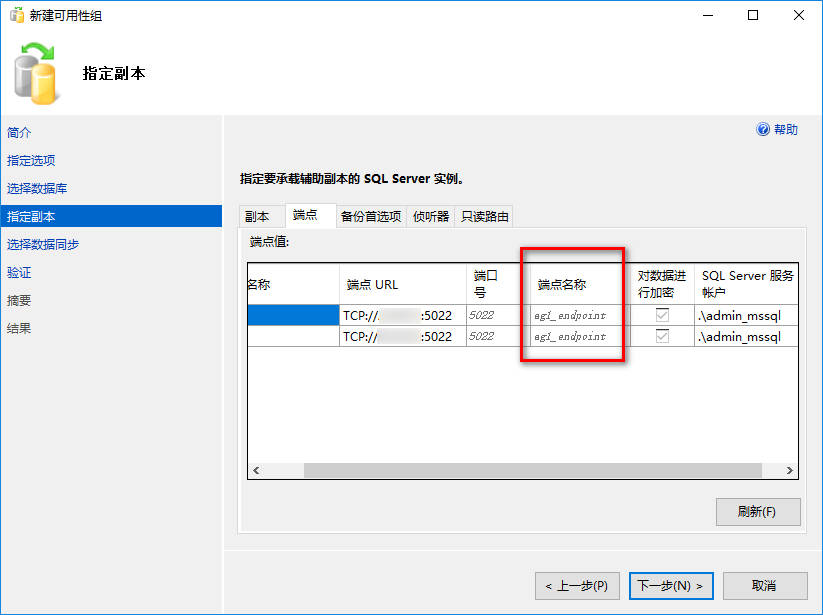 新建可用性组
指定副本
帮助
简介
指定选项
选择数据库
指定副本
选择数据同步
验证
摘要
结果
指定要承载辅助副本的 SQL Server 实例。
副本 端点 备份首选项 侦听器 只读路由
端点值:
名称 端点 URL 端口号 端点名称 对数据进行加密 SQL Server 服务帐户
TCP:// :5022 5022 ag1_endpoint .\admin_mssql
TCP:// :5022 5022 ag1_endpoint .\admin_mssql
刷新(F)
< 上一步(P) 下一步(N) > 取消